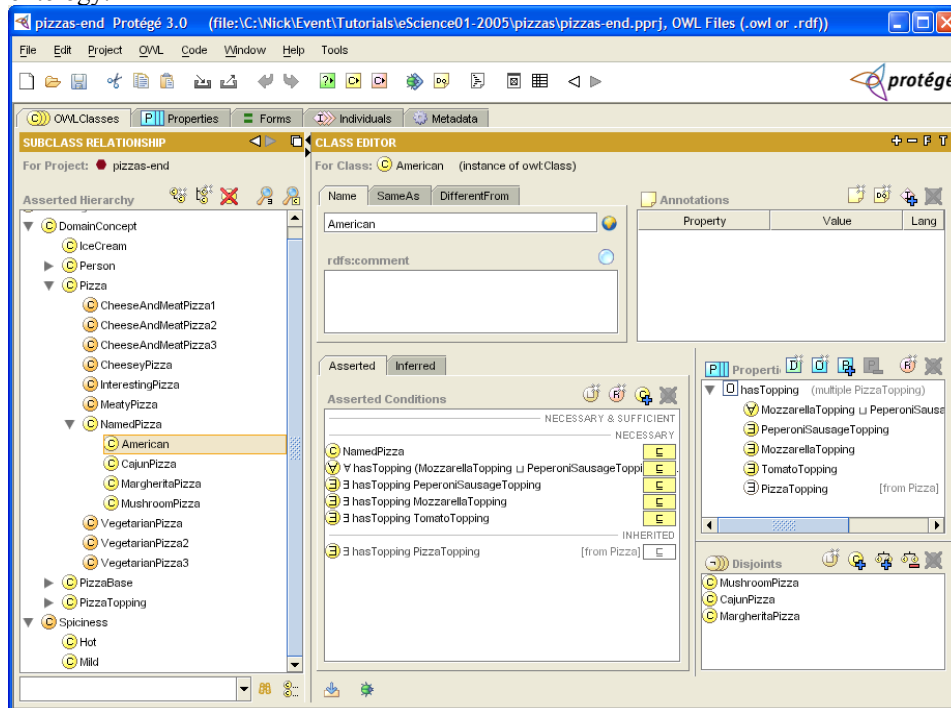 pizzas-end Protégé 3.0 (file:\C:\Nick\Event\Tutorials\eScience01-2005\pizzas\pizzas-end.pprj, OWL Files (.owl or .rdf))
File Edit Project OWL Code Window Help Tools
protégé
OWLClasses Properties Forms Individuals Metadata
SUBCLASS RELATIONSHIP
For Project: pizzas-end
Asserted Hierarchy
DomainConcept
IceCream
Person
Pizza
CheeseAndMeatPizza1
CheeseAndMeatPizza2
CheeseAndMeatPizza3
CheeseyPizza
InterestingPizza
MeatyPizza
NamedPizza
American
CajunPizza
MargheritaPizza
MushroomPizza
VegetarianPizza
VegetarianPizza2
VegetarianPizza3
PizzaBase
PizzaTopping
Spiciness
Hot
Mild
CLASS EDITOR
For Class: American (instance of owl:Class)
Name SameAs DifferentFrom
American
rdfs:comment
Annotations
Property Value Lang
Asserted Inferred
Asserted Conditions
NECESSARY & SUFFICIENT
NECESSARY
NamedPizza
∀ hasTopping (MozzarellaTopping ⊔ PeperoniSausageToppi
∃ hasTopping PeperoniSausageTopping
∃ hasTopping MozzarellaTopping
∃ hasTopping TomatoTopping
INHERITED
∃ hasTopping PizzaTopping [from Pizza]
Properti
hasTopping (multiple PizzaTopping)
MozzarellaTopping ⊔ PeperoniSausa
PeperoniSausageTopping
MozzarellaTopping
TomatoTopping
PizzaTopping [from Pizza]
Disjoints
MushroomPizza
CajunPizza
MargheritaPizza